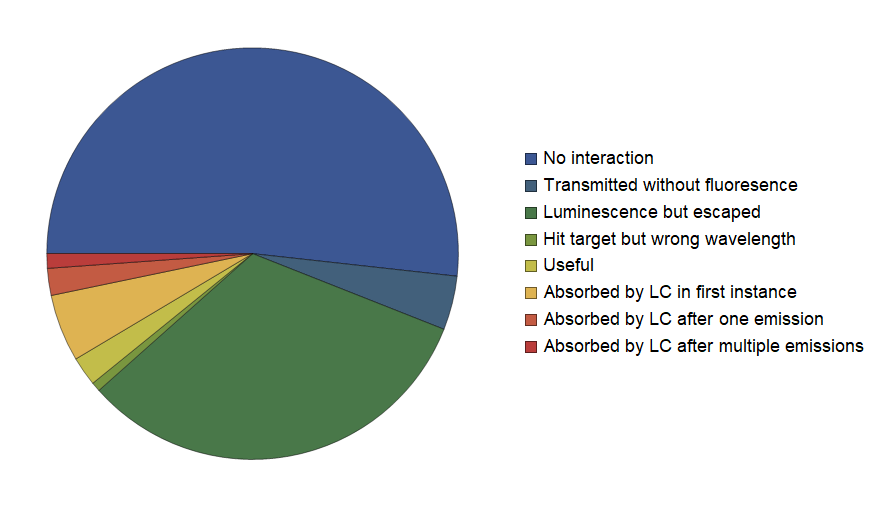 No interaction
Transmitted without fluoresence
Luminescence but escaped
Hit target but wrong wavelength
Useful
Absorbed by LC in first instance
Absorbed by LC after one emission
Absorbed by LC after multiple emissions